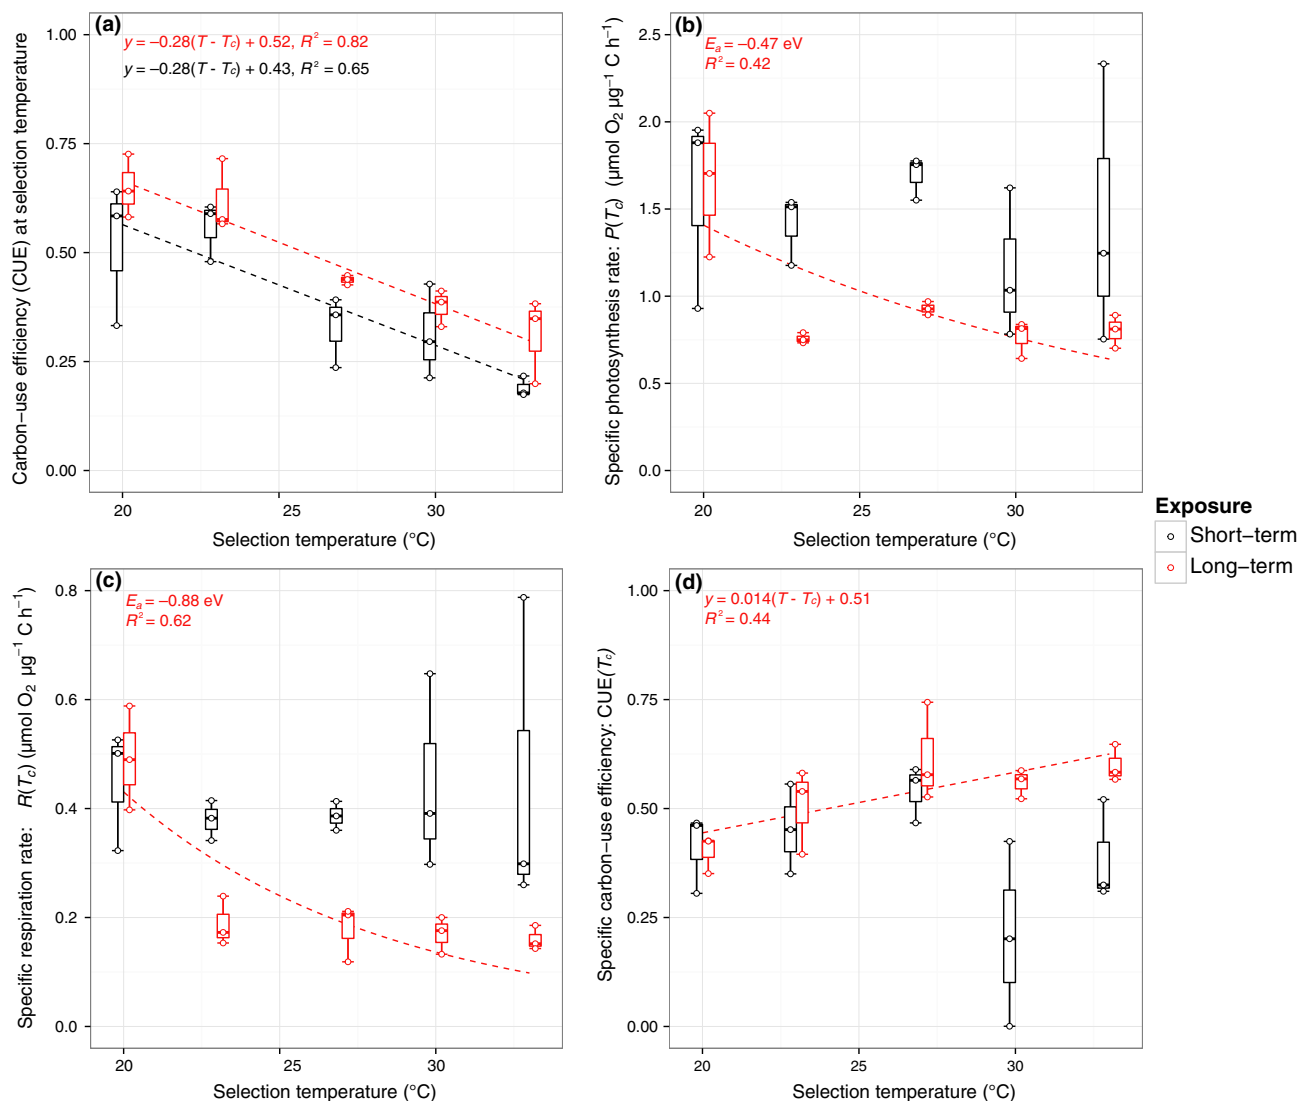 (a)
y = –0.28(T - Tc) + 0.52, R² = 0.82
y = –0.28(T - Tc) + 0.43, R² = 0.65
Carbon–use efficiency (CUE) at selection temperature
1.00
0.75
0.50
0.25
0.00
20
25
30
Selection temperature (°C)
(b)
Ea = –0.47 eV
R² = 0.42
Specific photosynthesis rate: P(Tc) (µmol O₂ µg⁻¹ C h⁻¹)
2.5
2.0
1.5
1.0
0.5
0.0
20
25
30
Selection temperature (°C)
Exposure
Short–term
Long–term
(c)
Ea = –0.88 eV
R² = 0.62
Specific respiration rate: R(Tc) (µmol O₂ µg⁻¹ C h⁻¹)
0.8
0.6
0.4
0.2
0.0
20
25
30
Selection temperature (°C)
(d)
y = 0.014(T - Tc) + 0.51
R² = 0.44
Specific carbon–use efficiency: CUE(Tc)
1.00
0.75
0.50
0.25
0.00
20
25
30
Selection temperature (°C)